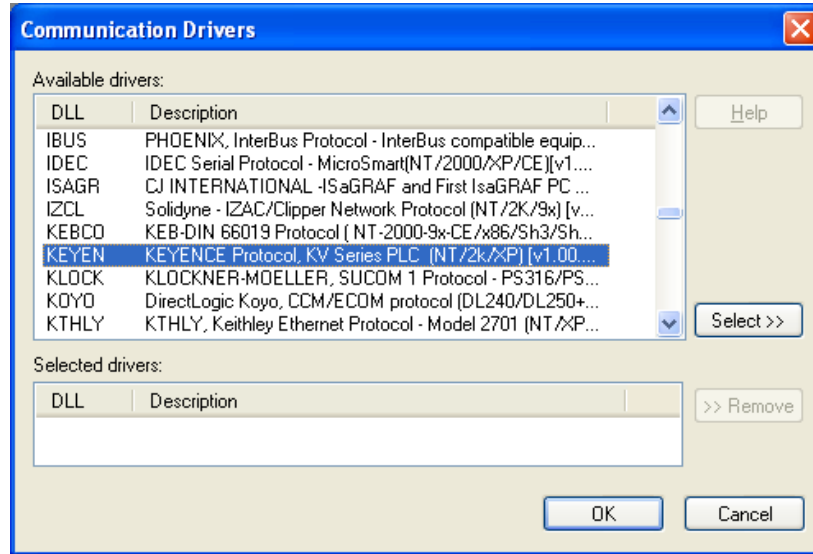 Communication Drivers
Available drivers:
DLL Description
Help
IBUS PHOENIX, InterBus Protocol - InterBus compatible equip...
IDEC IDEC Serial Protocol - MicroSmart(NT/2000/XP/CE)[v1....
ISAGR CJ INTERNATIONAL -ISaGRAF and First IsaGRAF PC ...
IZCL Solidyne - IZAC/Clipper Network Protocol (NT/2K/9x) [v...
KEBCO KEB-DIN 66019 Protocol ( NT-2000-9x-CE/x86/Sh3/Sh...
KEYEN KEYENCE Protocol, KV Series PLC (NT/2k/XP) [v1.00....
KLOCK KLOCKNER-MOELLER, SUCOM 1 Protocol - PS316/PS...
KOYO DirectLogic Koyo, CCM/ECOM protocol (DL240/DL250+...
KTHLY KTHLY, Keithley Ethernet Protocol - Model 2701 (NT/XP...
Select >>
Selected drivers:
DLL Description
>> Remove
OK Cancel